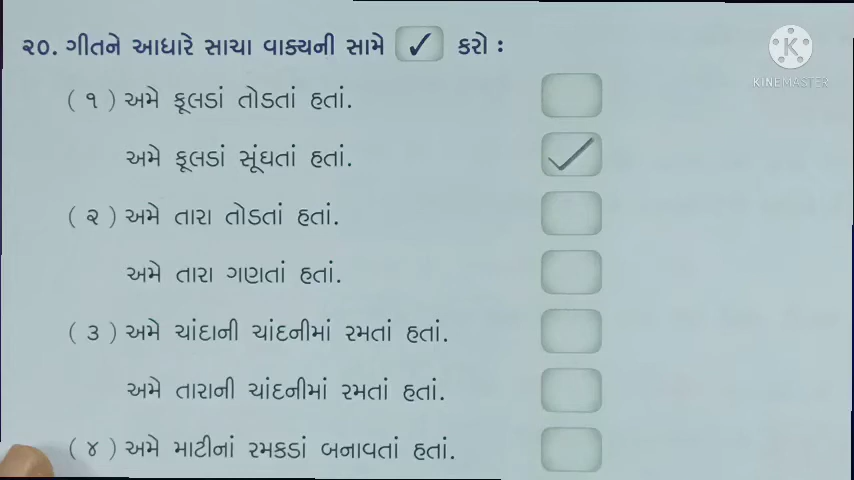 ૨૦. ગીતને આધારે સાચા વાક્યની સામે ✓ કરો :
( ૧ ) અમે ફૂલડાં તોડતાં હતાં.
અમે ફૂલડાં સૂંઘતાં હતાં. ✓
( ૨ ) અમે તારા તોડતાં હતાં.
અમે તારા ગણતાં હતાં.
( ૩ ) અમે ચાંદાની ચાંદનીમાં રમતાં હતાં.
અમે તારાની ચાંદનીમાં રમતાં હતાં.
( ૪ ) અમે માટીનાં રમકડાં બનાવતાં હતાં.
K
KINEMASTER